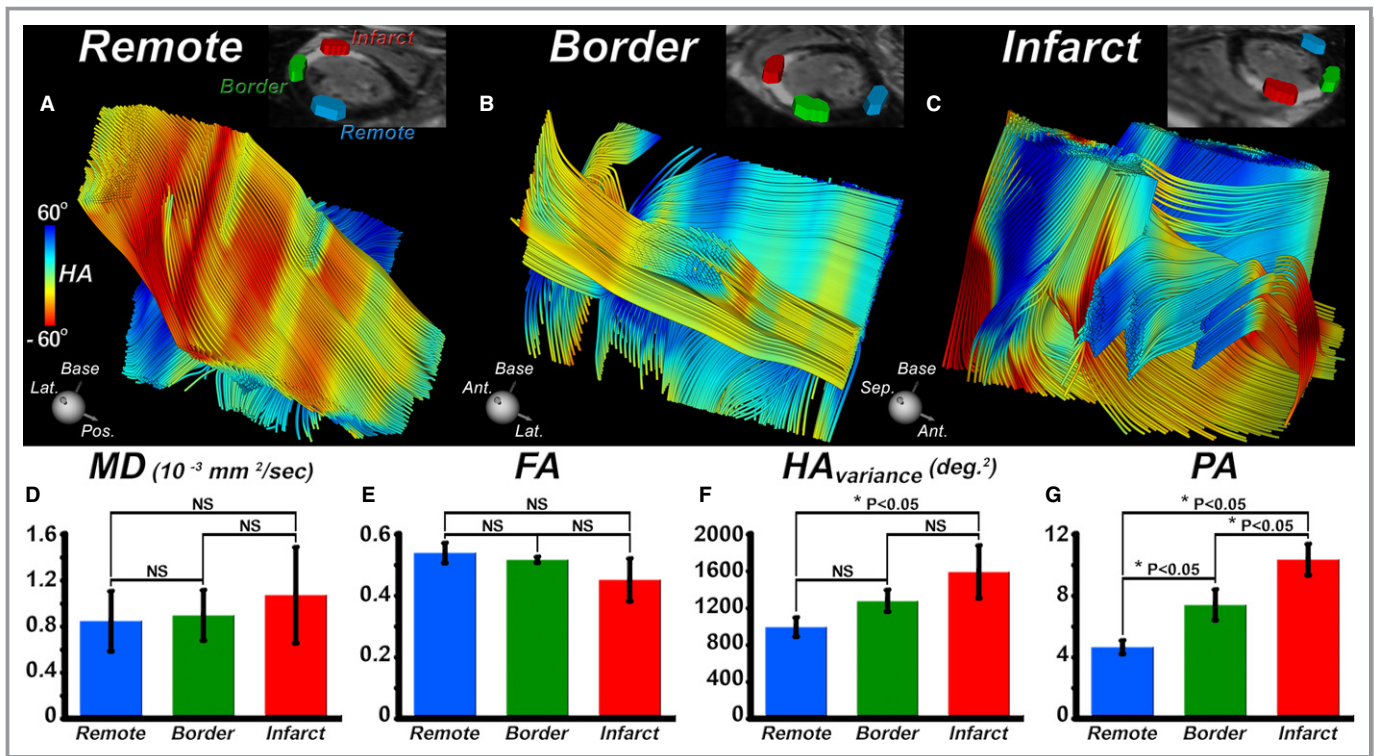 Remote
Infarct
Border
Remote
Border
Infarct
A
B
C
60°
HA
- 60°
Base
Lat.
Pos.
Base
Ant.
Lat.
Base
Sep.
Ant.
MD (10 -3 mm 2/sec)
FA
HAvariance (deg.2)
PA
D
NS
NS
NS
1.6
1.2
0.8
0.4
0
Remote Border Infarct
E
NS
NS NS
0.6
0.4
0.2
0
Remote Border Infarct
F
* P<0.05
NS
NS
2000
1600
1200
800
400
0
Remote Border Infarct
G
* P<0.05
* P<0.05
* P<0.05
12
8
4
0
Remote Border Infarct